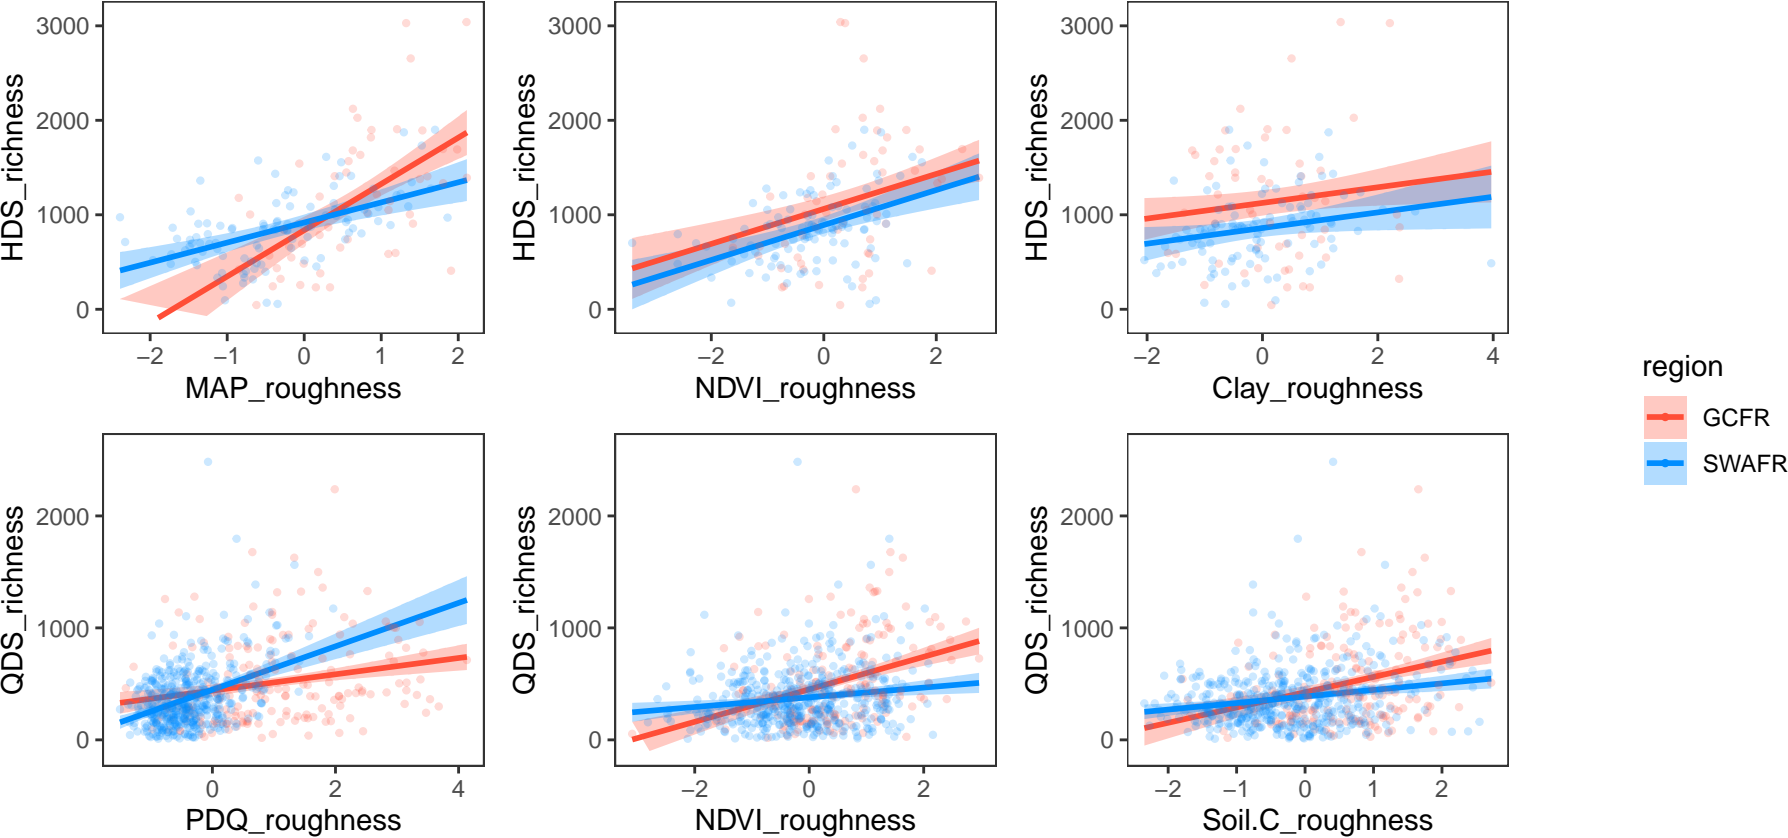 HDS_richness
3000
2000
1000
0
−2
−1
0
1
2
MAP_roughness
HDS_richness
3000
2000
1000
0
−2
0
2
NDVI_roughness
HDS_richness
3000
2000
1000
0
−2
0
2
4
Clay_roughness
region
GCFR
SWAFR
QDS_richness
2000
1000
0
0
2
4
PDQ_roughness
QDS_richness
2000
1000
0
−2
0
2
NDVI_roughness
QDS_richness
2000
1000
0
−2
−1
0
1
2
Soil.C_roughness